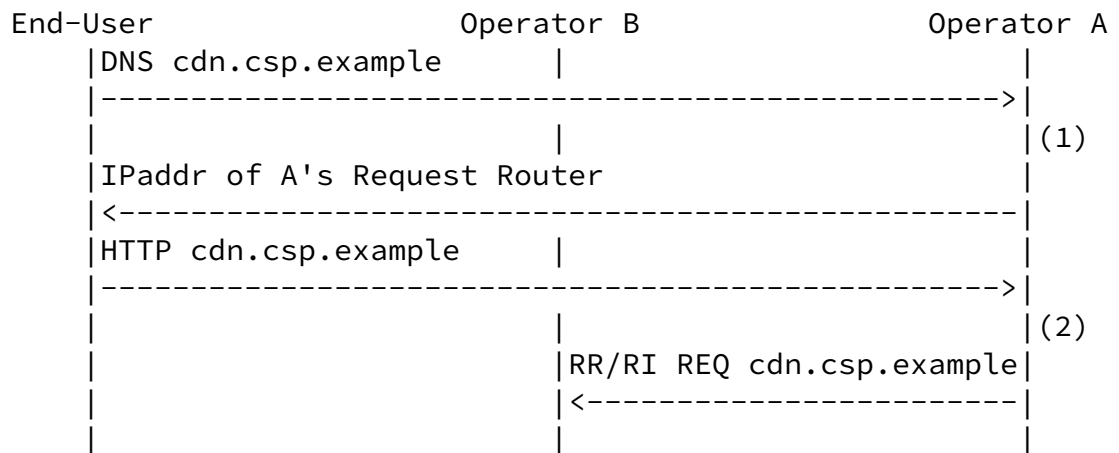 End-User Operator B Operator A
|DNS cdn.csp.example | |
|-------------------------------------------------->|
| | |(1)
|IPaddr of A's Request Router |
|<--------------------------------------------------|
|HTTP cdn.csp.example | |
|-------------------------------------------------->|
| | |(2)
| |RR/RI REQ cdn.csp.example|
| |<------------------------|
| | |